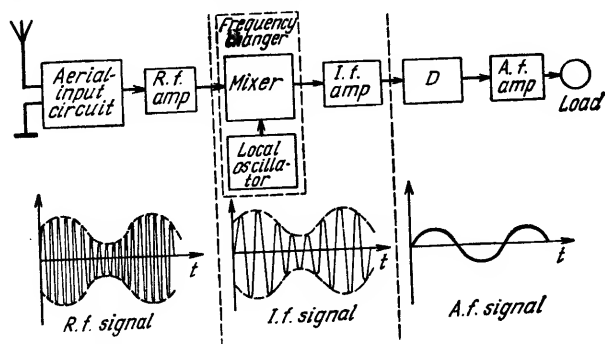 Frequency
changer
Aerial-
input
circuit
R.f.
amp
Mixer
I.f.
amp
D
A.f.
amp
Load
Local
oscilla-
tor
t
t
t
R.f. signal
I.f. signal
A.f. signal